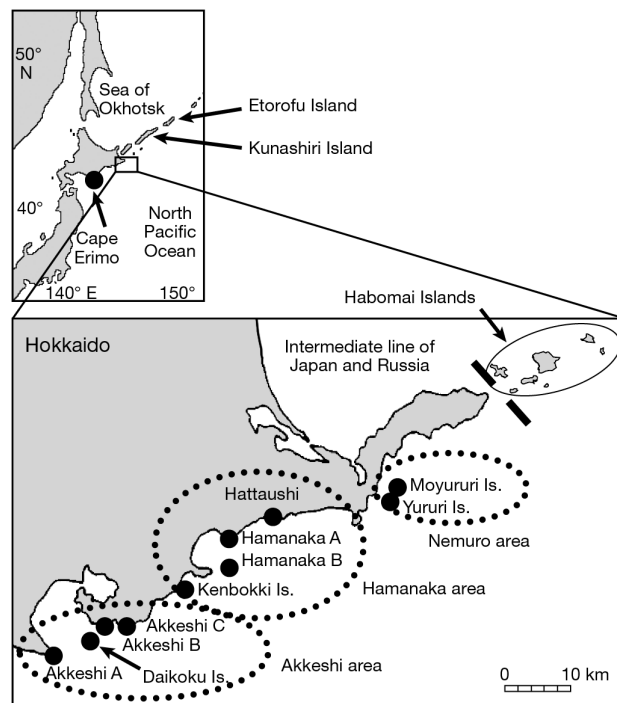 50°
N
Sea of
Okhotsk
Etorofu Island
Kunashiri Island
40°
North
Pacific
Ocean
Cape
Erimo
140° E
150°
Habomai Islands
Hokkaido
Intermediate line of
Japan and Russia
Moyururi Is.
Yururi Is.
Nemuro area
Hattaushi
Hamanaka A
Hamanaka B
Kenbokki Is.
Hamanaka area
Akkeshi C
Akkeshi B
Akkeshi A
Daikoku Is.
Akkeshi area
0
10 km